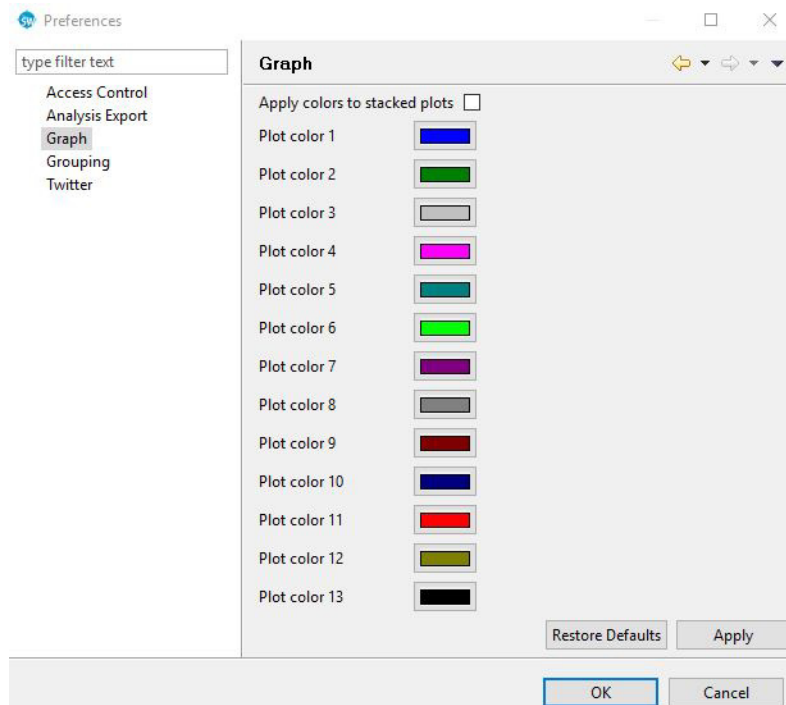 Preferences
type filter text
Access Control
Analysis Export
Graph
Grouping
Twitter
Graph
Apply colors to stacked plots
Plot color 1
Plot color 2
Plot color 3
Plot color 4
Plot color 5
Plot color 6
Plot color 7
Plot color 8
Plot color 9
Plot color 10
Plot color 11
Plot color 12
Plot color 13
Restore Defaults Apply
OK Cancel